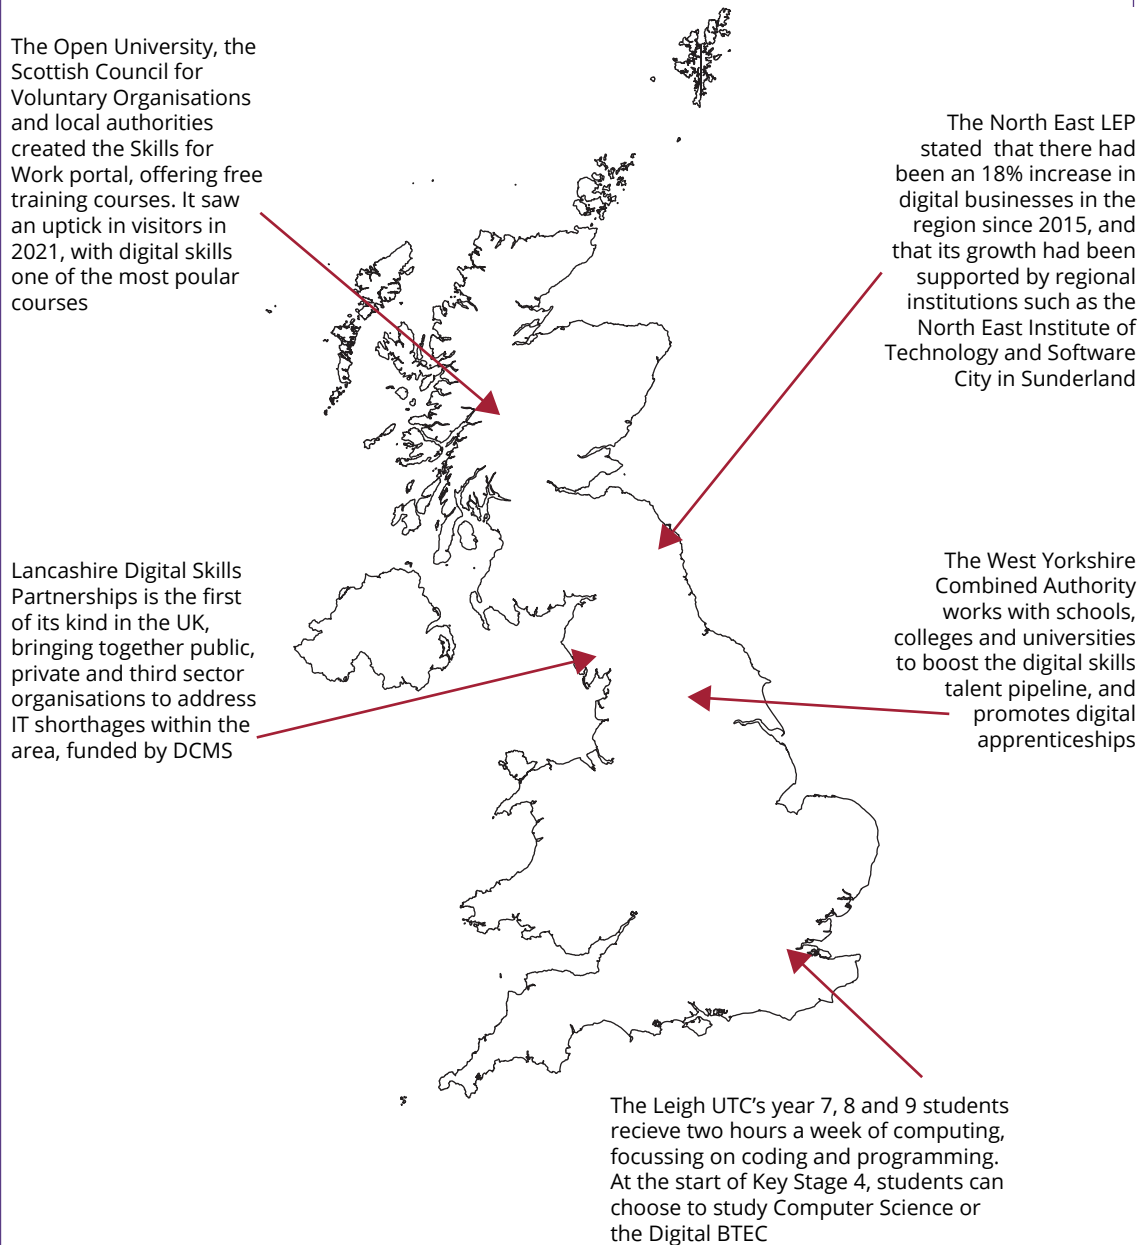 The Open University, the
Scottish Council for
Voluntary Organisations
and local authorities
created the Skills for
Work portal, offering free
training courses. It saw
an uptick in visitors in
2021, with digital skills
one of the most poular
courses
The North East LEP
stated that there had
been an 18% increase in
digital businesses in the
region since 2015, and
that its growth had been
supported by regional
institutions such as the
North East Institute of
Technology and Software
City in Sunderland
Lancashire Digital Skills
Partnerships is the first
of its kind in the UK,
bringing together public,
private and third sector
organisations to address
IT shorthages within the
area, funded by DCMS
The West Yorkshire
Combined Authority
works with schools,
colleges and universities
to boost the digital skills
talent pipeline, and
promotes digital
apprenticeships
The Leigh UTC’s year 7, 8 and 9 students
recieve two hours a week of computing,
focussing on coding and programming.
At the start of Key Stage 4, students can
choose to study Computer Science or
the Digital BTEC